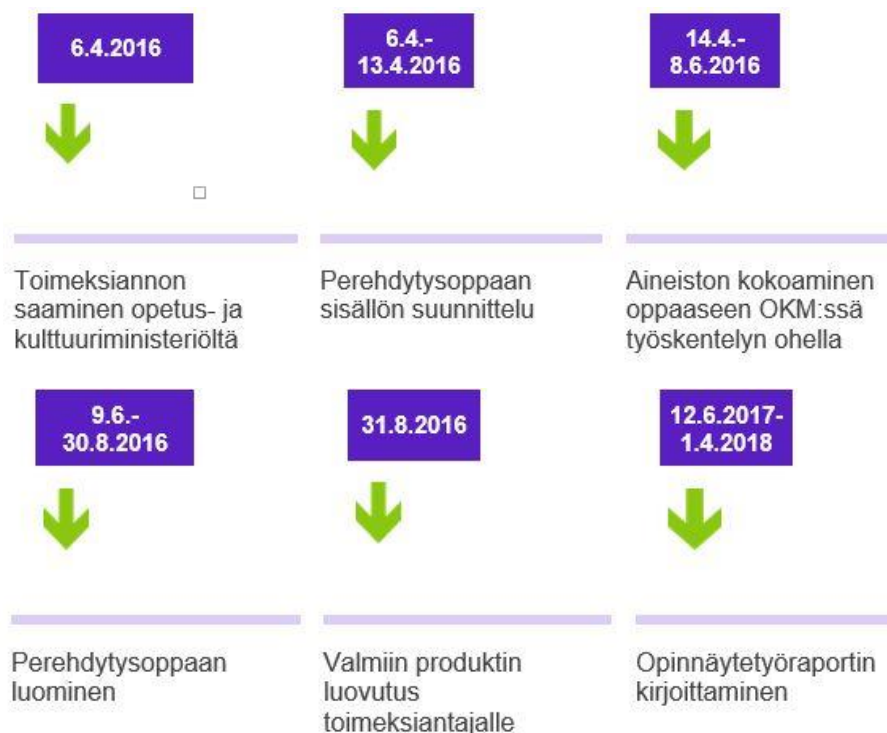 6.4.2016
6.4.-
13.4.2016
14.4.-
8.6.2016
Toimeksiannon
saaminen opetus- ja
kulttuuriministeriöltä
Perehdytysoppaan
sisällön suunnittelu
Aineiston kokoaminen
oppaaseen OKM:ssä
työskentelyn ohella
9.6.-
30.8.2016
31.8.2016
12.6.2017-
1.4.2018
Perehdytysoppaan
luominen
Valmiin produktin
luovutus
toimeksiantajalle
Opinnäytetyöraportin
kirjoittaminen